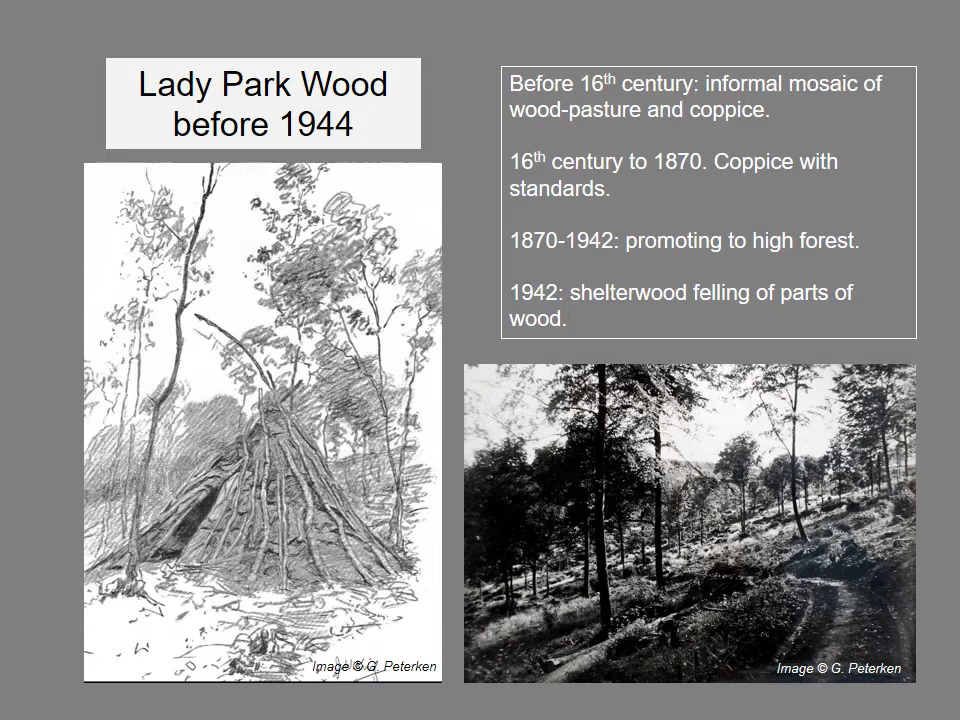 Lady Park Wood
before 1944
Before 16th century: informal mosaic of
wood-pasture and coppice.
16th century to 1870. Coppice with
standards.
1870-1942: promoting to high forest.
1942: shelterwood felling of parts of
wood.
Image © G. Peterken
Image © G. Peterken